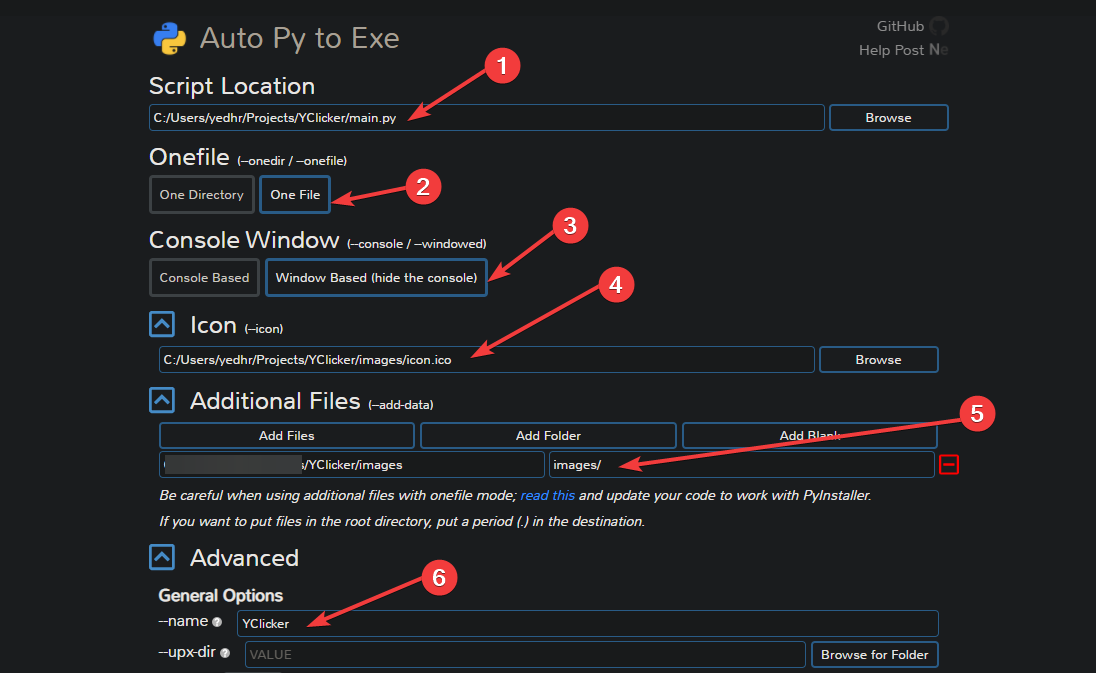 Auto Py to Exe
GitHub
Help Post
1
Script Location
C:/Users/yedhr/Projects/YClicker/main.py
Browse
Onefile (--onedir / --onefile)
2
One Directory
One File
Console Window (--console / --windowed)
3
Console Based
Window Based (hide the console)
4
Icon (--icon)
C:/Users/yedhr/Projects/YClicker/images/icon.ico
Browse
Additional Files (--add-data)
5
Add Files
Add Folder
Add Blank
/YClicker/images
images/
Be careful when using additional files with onefile mode; read this and update your code to work with PyInstaller.
If you want to put files in the root directory, put a period (.) in the destination.
Advanced
6
General Options
--name ?
YClicker
--upx-dir ?
VALUE
Browse for Folder